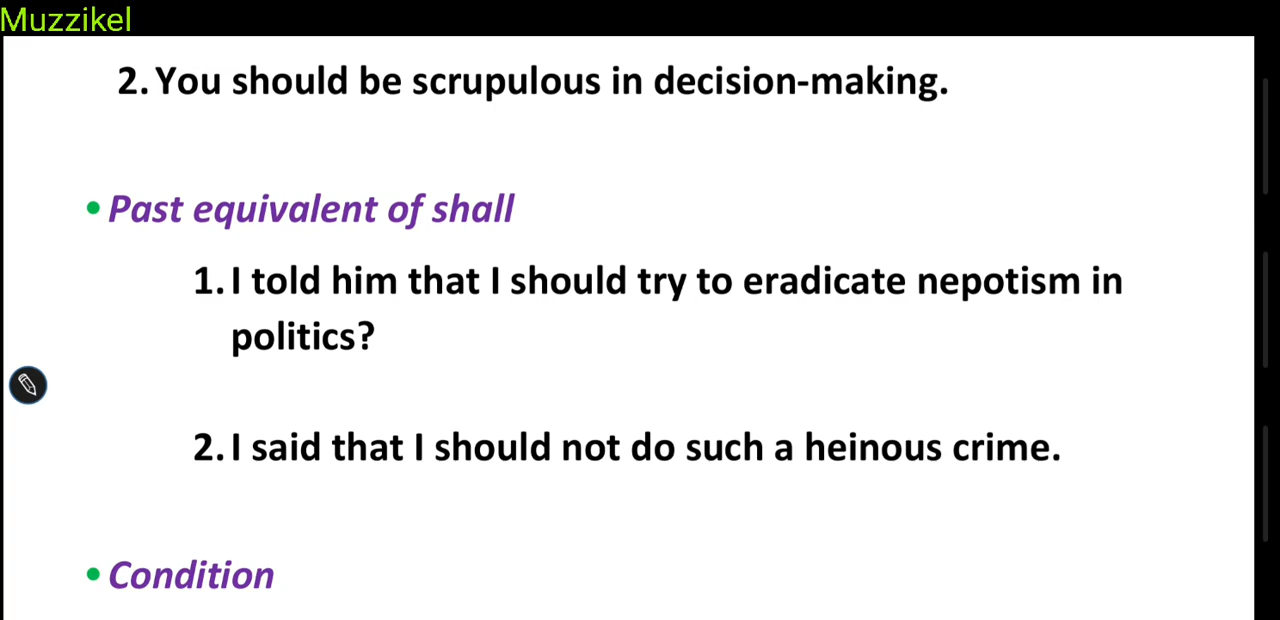 Muzzikel
2. You should be scrupulous in decision-making.
• Past equivalent of shall
1. I told him that I should try to eradicate nepotism in
politics?
2. I said that I should not do such a heinous crime.
• Condition